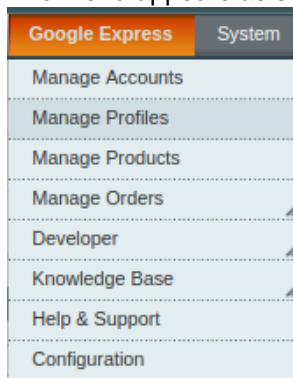 Google Express System
Manage Accounts
Manage Profiles
Manage Products
Manage Orders
Developer
Knowledge Base
Help & Support
Configuration